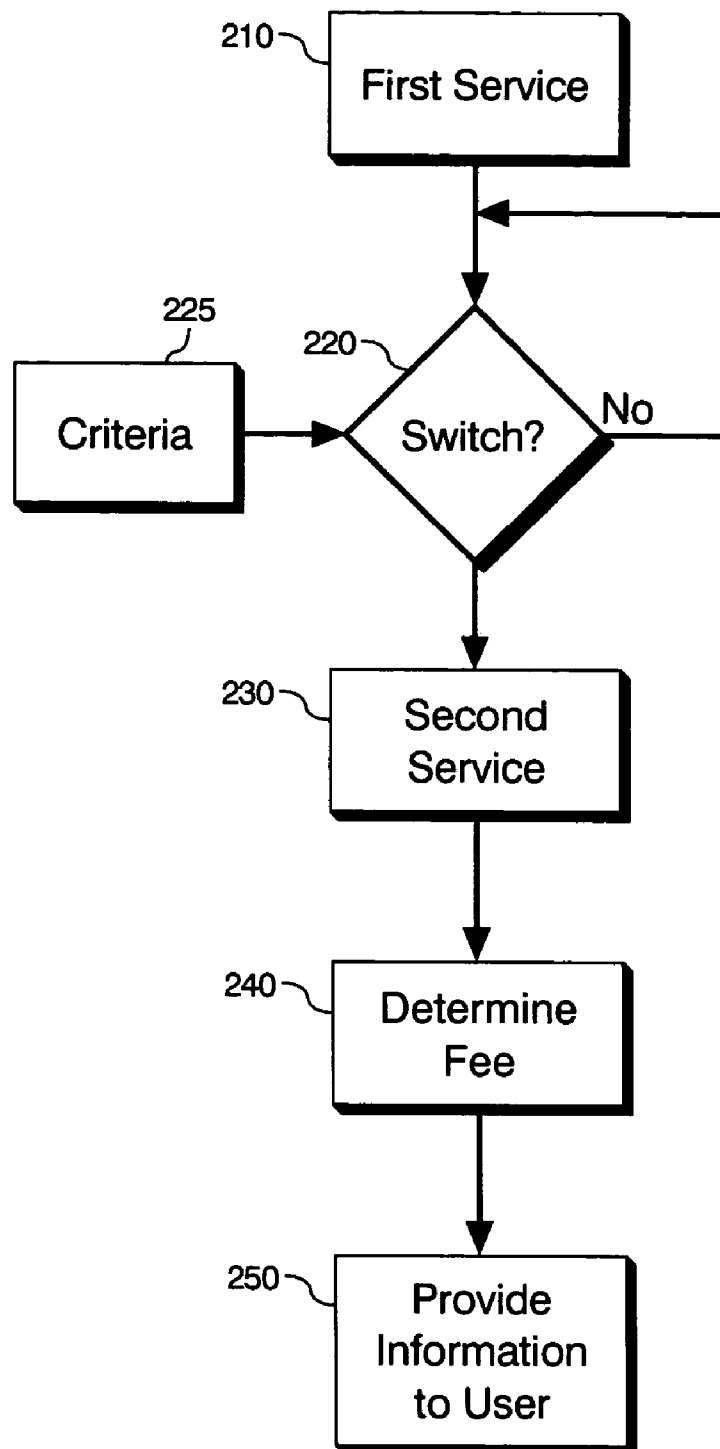 210
First Service
225
220
Criteria
Switch?
No
230
Second
Service
240
Determine
Fee
250
Provide
Information
to User